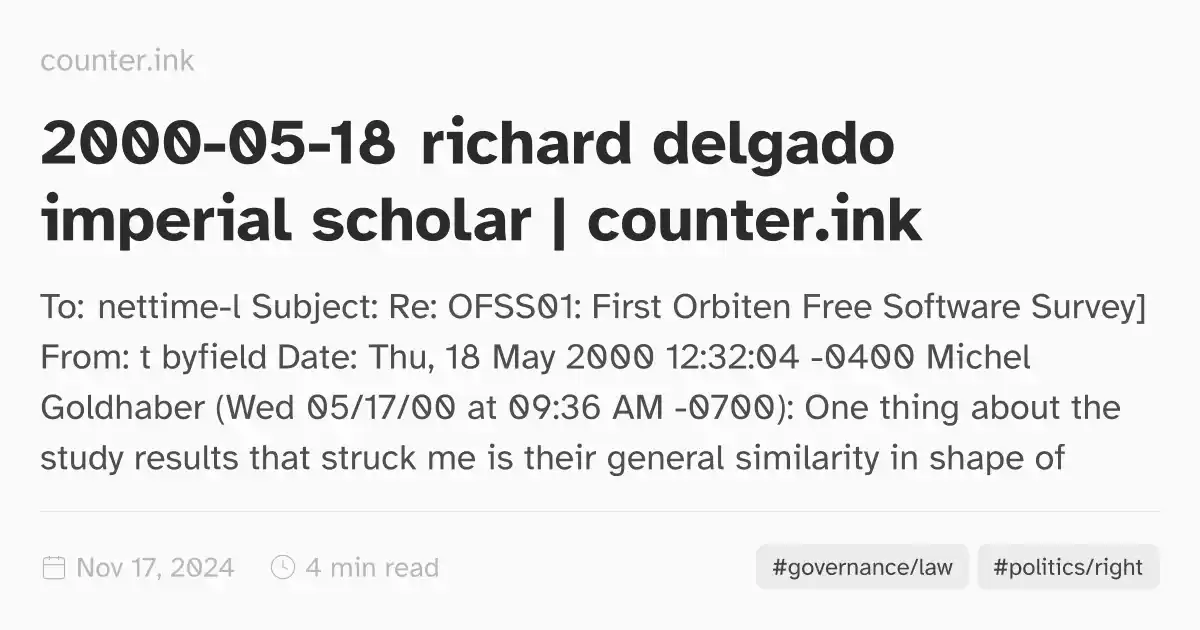 counter.ink
2000-05-18 richard delgado
imperial scholar | counter.ink
To: nettime-l Subject: Re: OFSS01: First Orbiten Free Software Survey]
From: t byfield Date: Thu, 18 May 2000 12:32:04 -0400 Michel
Goldhaber (Wed 05/17/00 at 09:36 AM -0700): One thing about the
study results that struck me is their general similarity in shape of
Nov 17, 2024 4 min read #governance/law #politics/right